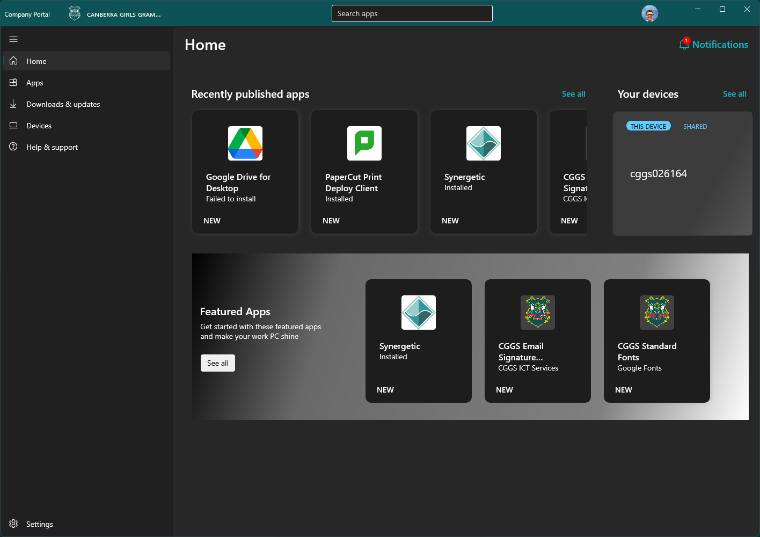 Company Portal
CANBERRA GIRLS GRAM...
Search apps
Home
Apps
Downloads & updates
Devices
Help & support
Settings
Home
1
Notifications
Recently published apps
See all
Google Drive for
Desktop
Failed to install
NEW
PaperCut Print
Deploy Client
Installed
NEW
Synergetic
Installed
NEW
CGGS
Signat
CGGS I
NEW
Your devices
See all
THIS DEVICE
SHARED
cggs026164
Featured Apps
Get started with these featured apps
and make your work PC shine
See all
Synergetic
Installed
NEW
CGGS Email
Signature...
CGGS ICT Services
NEW
CGGS Standard
Fonts
Google Fonts
NEW